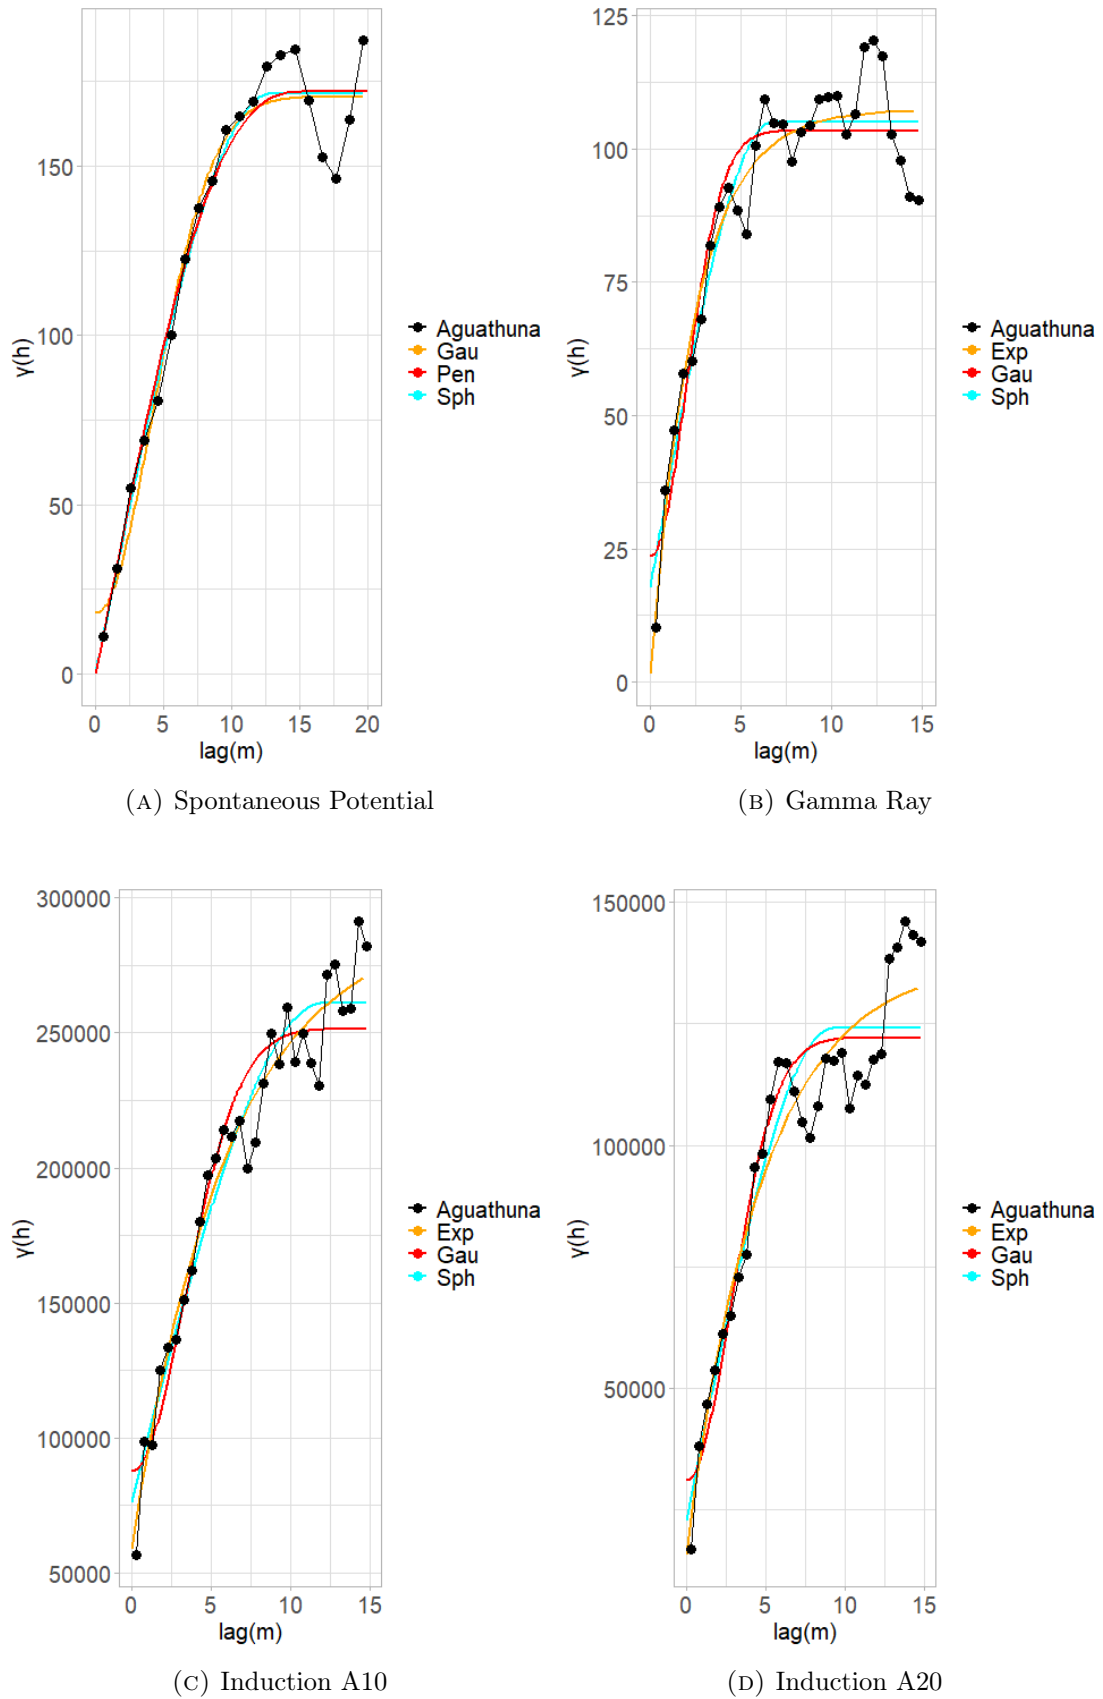 150
100
50
0
γ(h)
0 5 10 15 20
lag(m)
Aguathuna
Gau
Pen
Sph
(A) Spontaneous Potential
125
100
75
50
25
0
γ(h)
0 5 10 15
lag(m)
Aguathuna
Exp
Gau
Sph
(B) Gamma Ray
300000
250000
200000
150000
100000
50000
γ(h)
0 5 10 15
lag(m)
Aguathuna
Exp
Gau
Sph
(C) Induction A10
150000
100000
50000
γ(h)
0 5 10 15
lag(m)
Aguathuna
Exp
Gau
Sph
(D) Induction A20